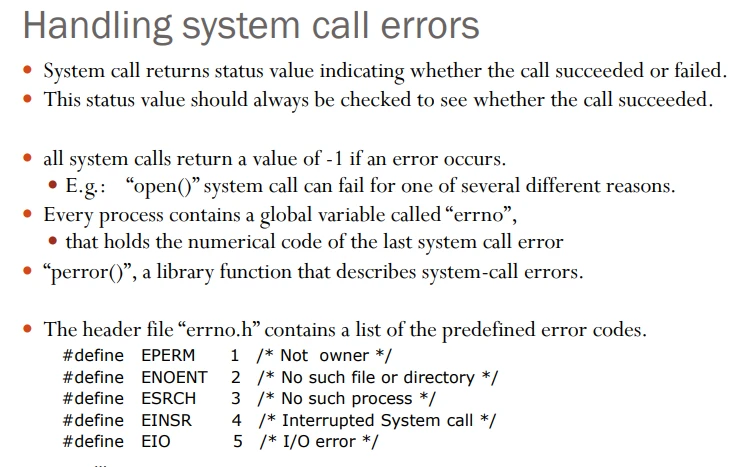 Handling system call errors
• System call returns status value indicating whether the call succeeded or failed.
• This status value should always be checked to see whether the call succeeded.
• all system calls return a value of -1 if an error occurs.
• E.g.: “open()” system call can fail for one of several different reasons.
• Every process contains a global variable called “errno”,
• that holds the numerical code of the last system call error
• “perror()”, a library function that describes system-call errors.
• The header file “errno.h” contains a list of the predefined error codes.
#define EPERM 1 /* Not owner */
#define ENOENT 2 /* No such file or directory */
#define ESRCH 3 /* No such process */
#define EINSR 4 /* Interrupted System call */
#define EIO 5 /* I/O error */